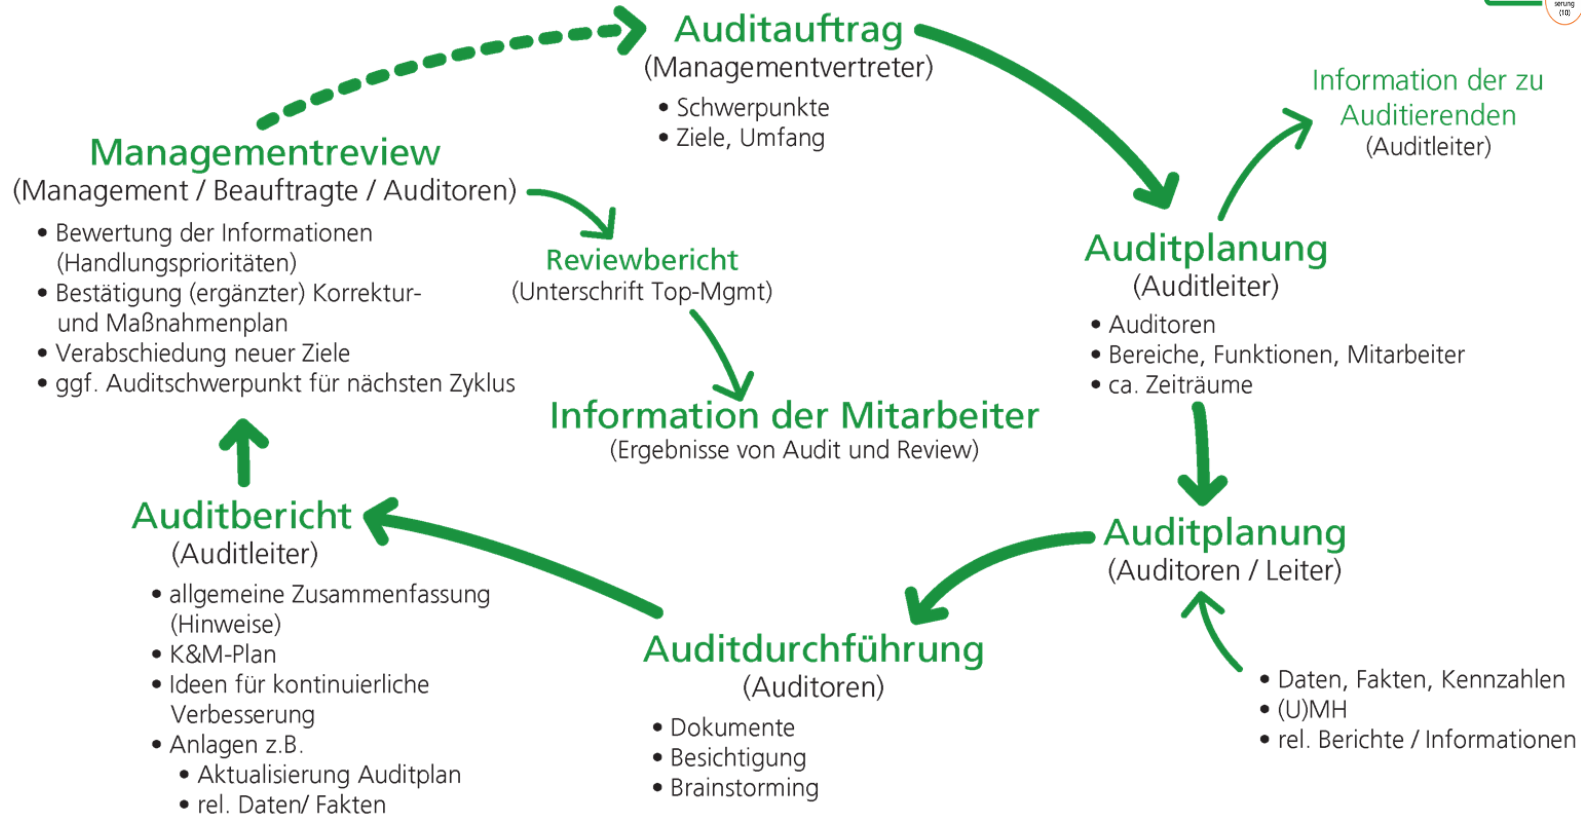 serung
(10)
Auditauftrag
(Managementvertreter)
• Schwerpunkte
• Ziele, Umfang
Information der zu
Auditierenden
(Auditleiter)
Auditplanung
(Auditleiter)
• Auditoren
• Bereiche, Funktionen, Mitarbeiter
• ca. Zeiträume
Auditplanung
(Auditoren / Leiter)
• Daten, Fakten, Kennzahlen
• (U)MH
• rel. Berichte / Informationen
Auditdurchführung
(Auditoren)
• Dokumente
• Besichtigung
• Brainstorming
Auditbericht
(Auditleiter)
• allgemeine Zusammenfassung
(Hinweise)
• K&M-Plan
• Ideen für kontinuierliche
Verbesserung
• Anlagen z.B.
• Aktualisierung Auditplan
• rel. Daten/ Fakten
Managementreview
(Management / Beauftragte / Auditoren)
• Bewertung der Informationen
(Handlungsprioritäten)
• Bestätigung (ergänzter) Korrektur-
und Maßnahmenplan
• Verabschiedung neuer Ziele
• ggf. Auditschwerpunkt für nächsten Zyklus
Reviewbericht
(Unterschrift Top-Mgmt)
Information der Mitarbeiter
(Ergebnisse von Audit und Review)